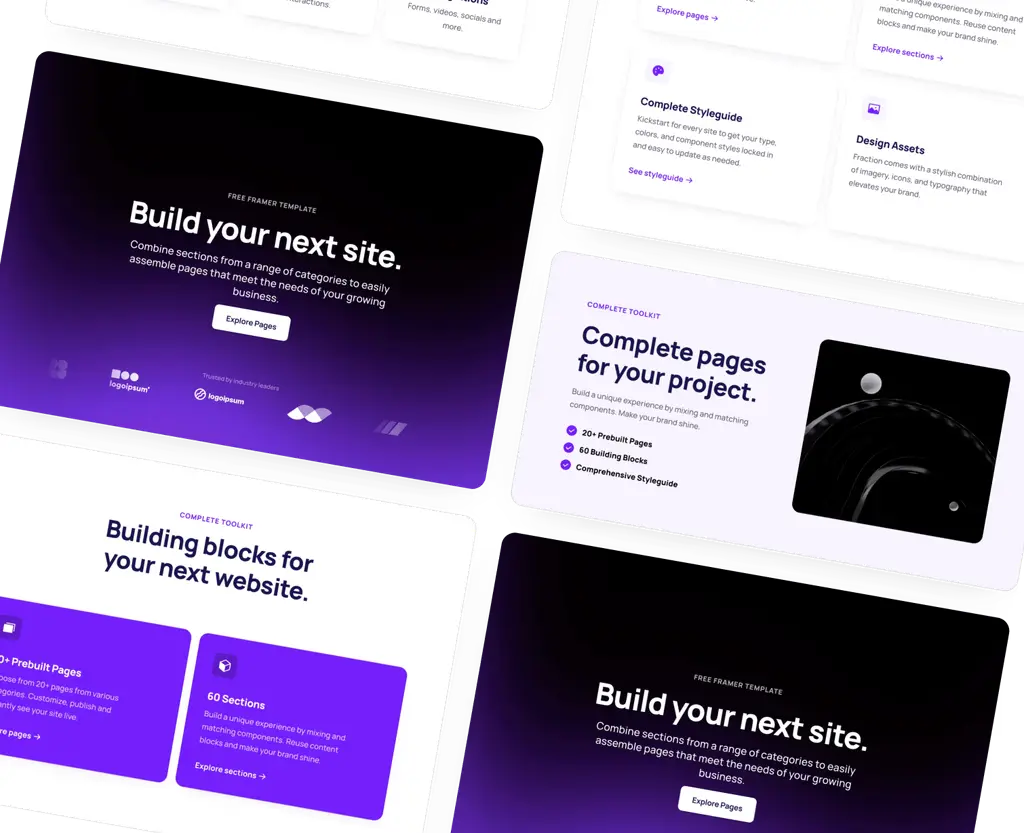 interactions.
Forms, videos, socials and
more.
Explore pages →
unique experience by mixing and
matching components. Reuse content
blocks and make your brand shine.
Explore sections →
Complete Styleguide
Kickstart for every site to get your type,
colors, and component styles locked in
and easy to update as needed.
See styleguide →
Design Assets
Fraction comes with a stylish combination
of imagery, icons, and typography that
elevates your brand.
FREE FRAMER TEMPLATE
Build your next site.
Combine sections from a range of categories to easily
assemble pages that meet the needs of your growing
business.
Explore Pages
Trusted by industry leaders
logoipsum
logoipsum
COMPLETE TOOLKIT
Complete pages
for your project.
Build a unique experience by mixing and matching
components. Make your brand shine.
20+ Prebuilt Pages
60 Building Blocks
Comprehensive Styleguide
COMPLETE TOOLKIT
Building blocks for
your next website.
0+ Prebuilt Pages
oose from 20+ pages from various
egories. Customize, publish and
antly see your site live.
re pages →
60 Sections
Build a unique experience by mixing and
matching components. Reuse content
blocks and make your brand shine.
Explore sections →
FREE FRAMER TEMPLATE
Build your next site.
Combine sections from a range of categories to easily
assemble pages that meet the needs of your growing
business.
Explore Pages